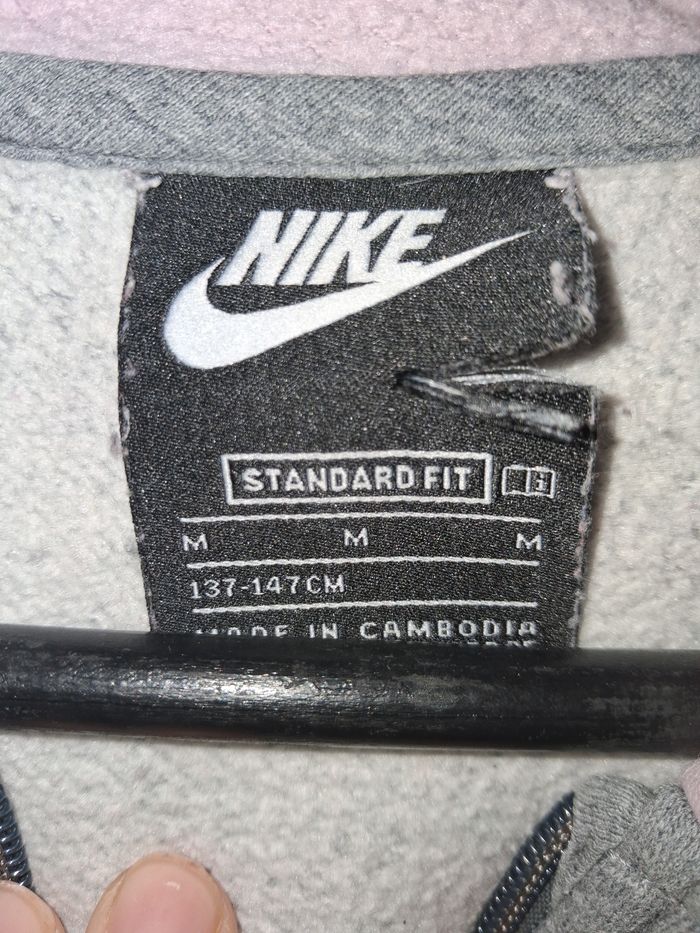 NIKE
STANDARD FIT
M M M
137-147CM
MADE IN CAMBODIA